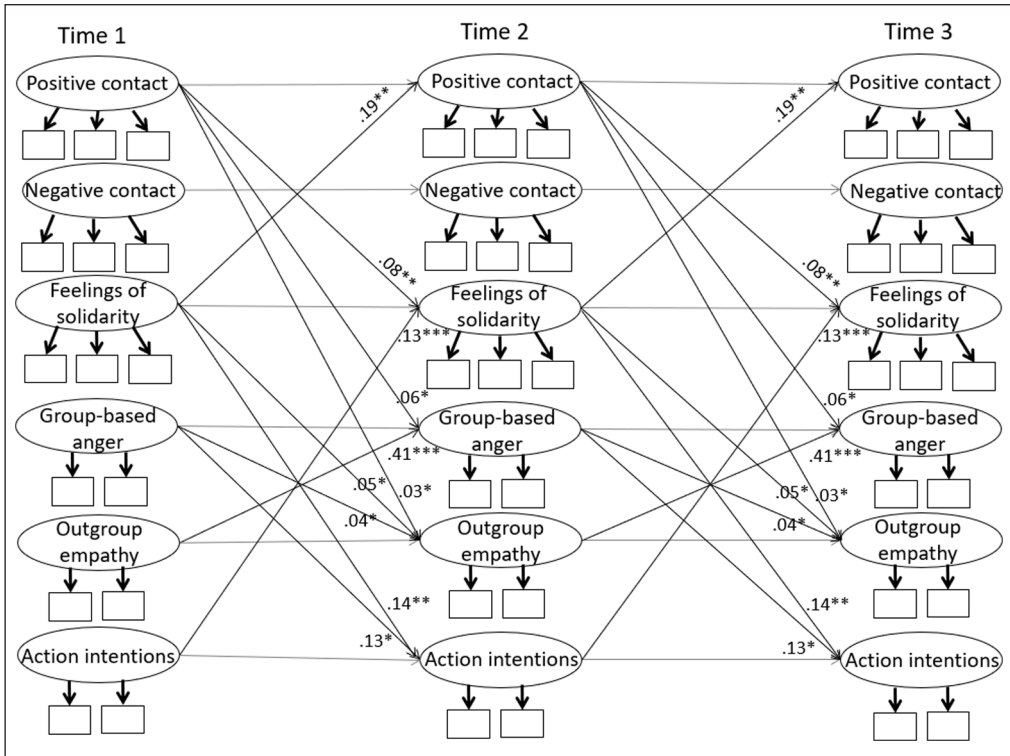 Time 1
Time 2
Time 3
Positive contact
Positive contact
Positive contact
.19**
.19**
Negative contact
Negative contact
Negative contact
.08**
.08**
Feelings of
solidarity
Feelings of
solidarity
Feelings of
solidarity
.13***
.13***
.06*
.06*
Group-based
anger
Group-based
anger
Group-based
anger
.41***
.41***
.05*
.03*
.05*
.03*
.04*
.04*
Outgroup
empathy
Outgroup
empathy
Outgroup
empathy
.14**
.14**
.13*
.13*
Action intentions
Action intentions
Action intentions